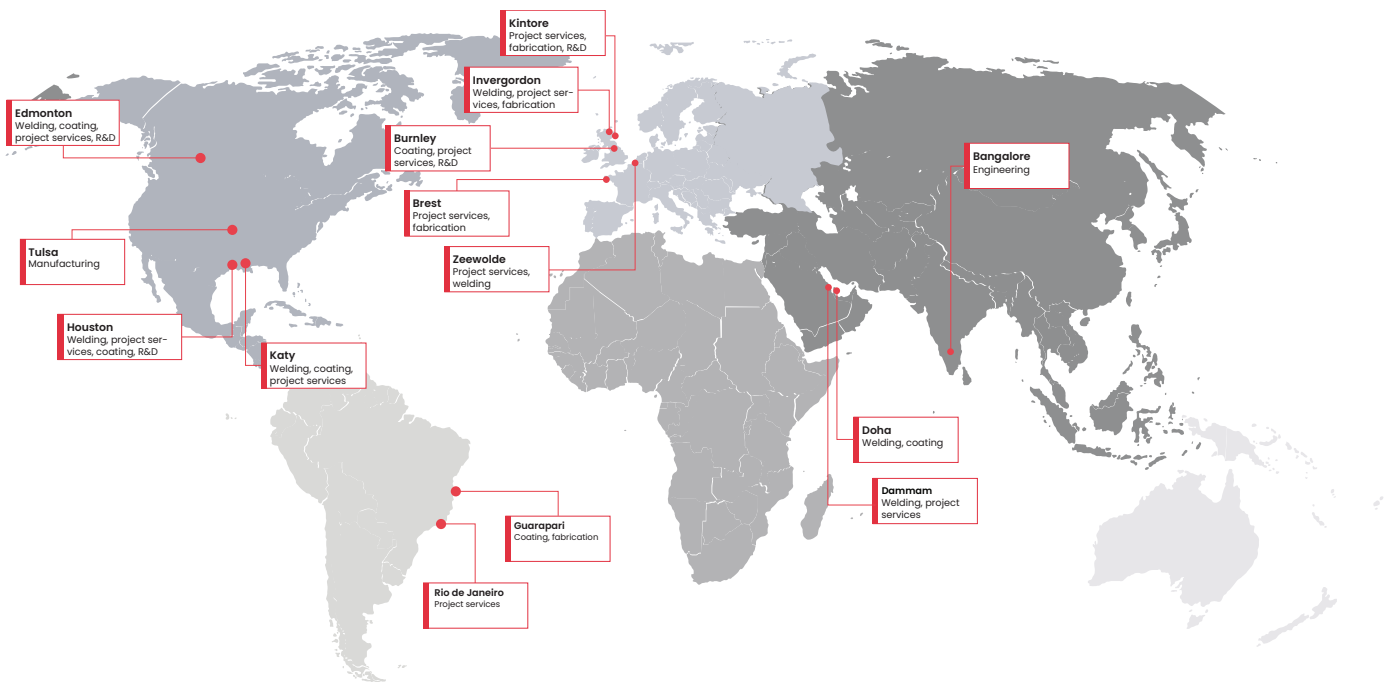 Kintore
Project services,
fabrication, R&D
Invergordon
Welding, project ser-
vices, fabrication
Edmonton
Welding, coating,
project services, R&D
Burnley
Coating, project
services, R&D
Bangalore
Engineering
Brest
Project services,
fabrication
Tulsa
Manufacturing
Zeewolde
Project services,
welding
Houston
Welding, project ser-
vices, coating, R&D
Katy
Welding, coating,
project services
Doha
Welding, coating
Dammam
Welding, project
services
Guarapari
Coating, fabrication
Rio de Janeiro
Project services